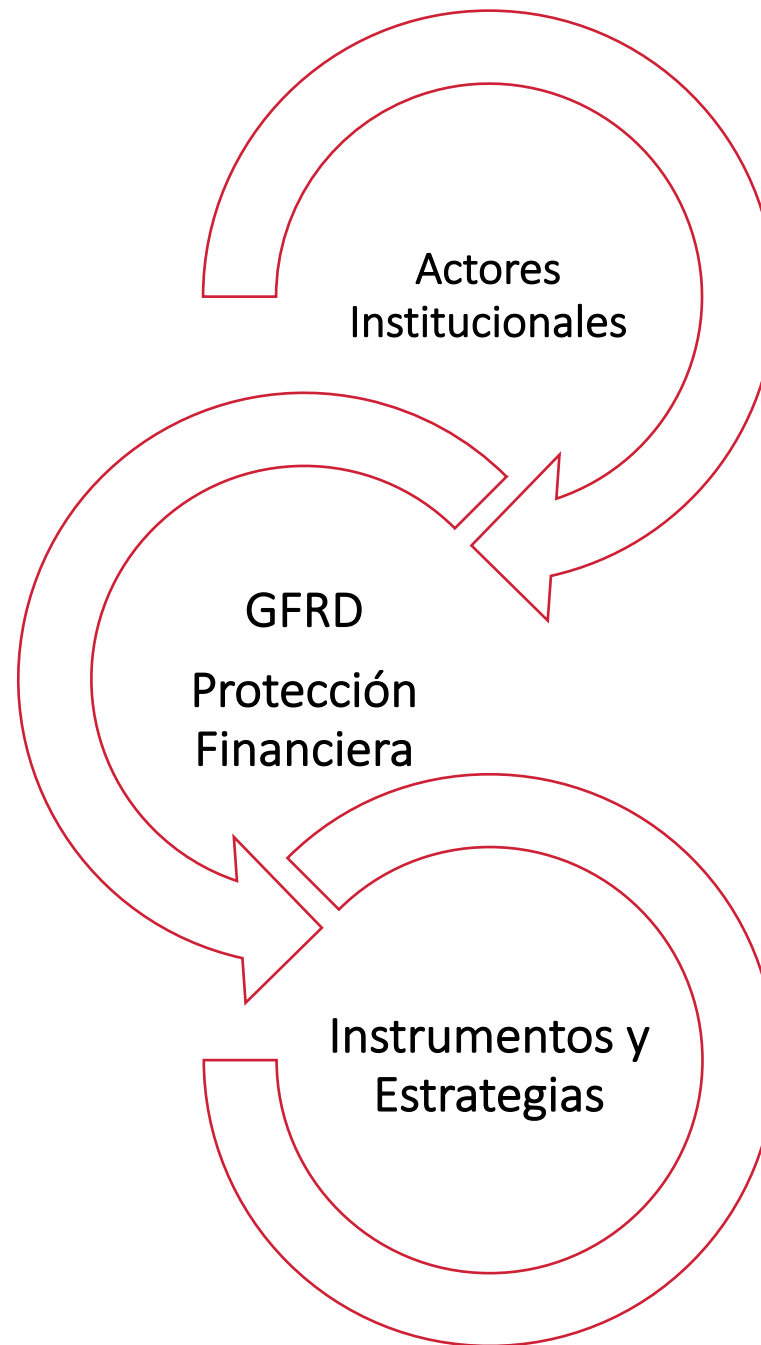 Actores
Institucionales
GFRD
Protección
Financiera
Instrumentos y
Estrategias